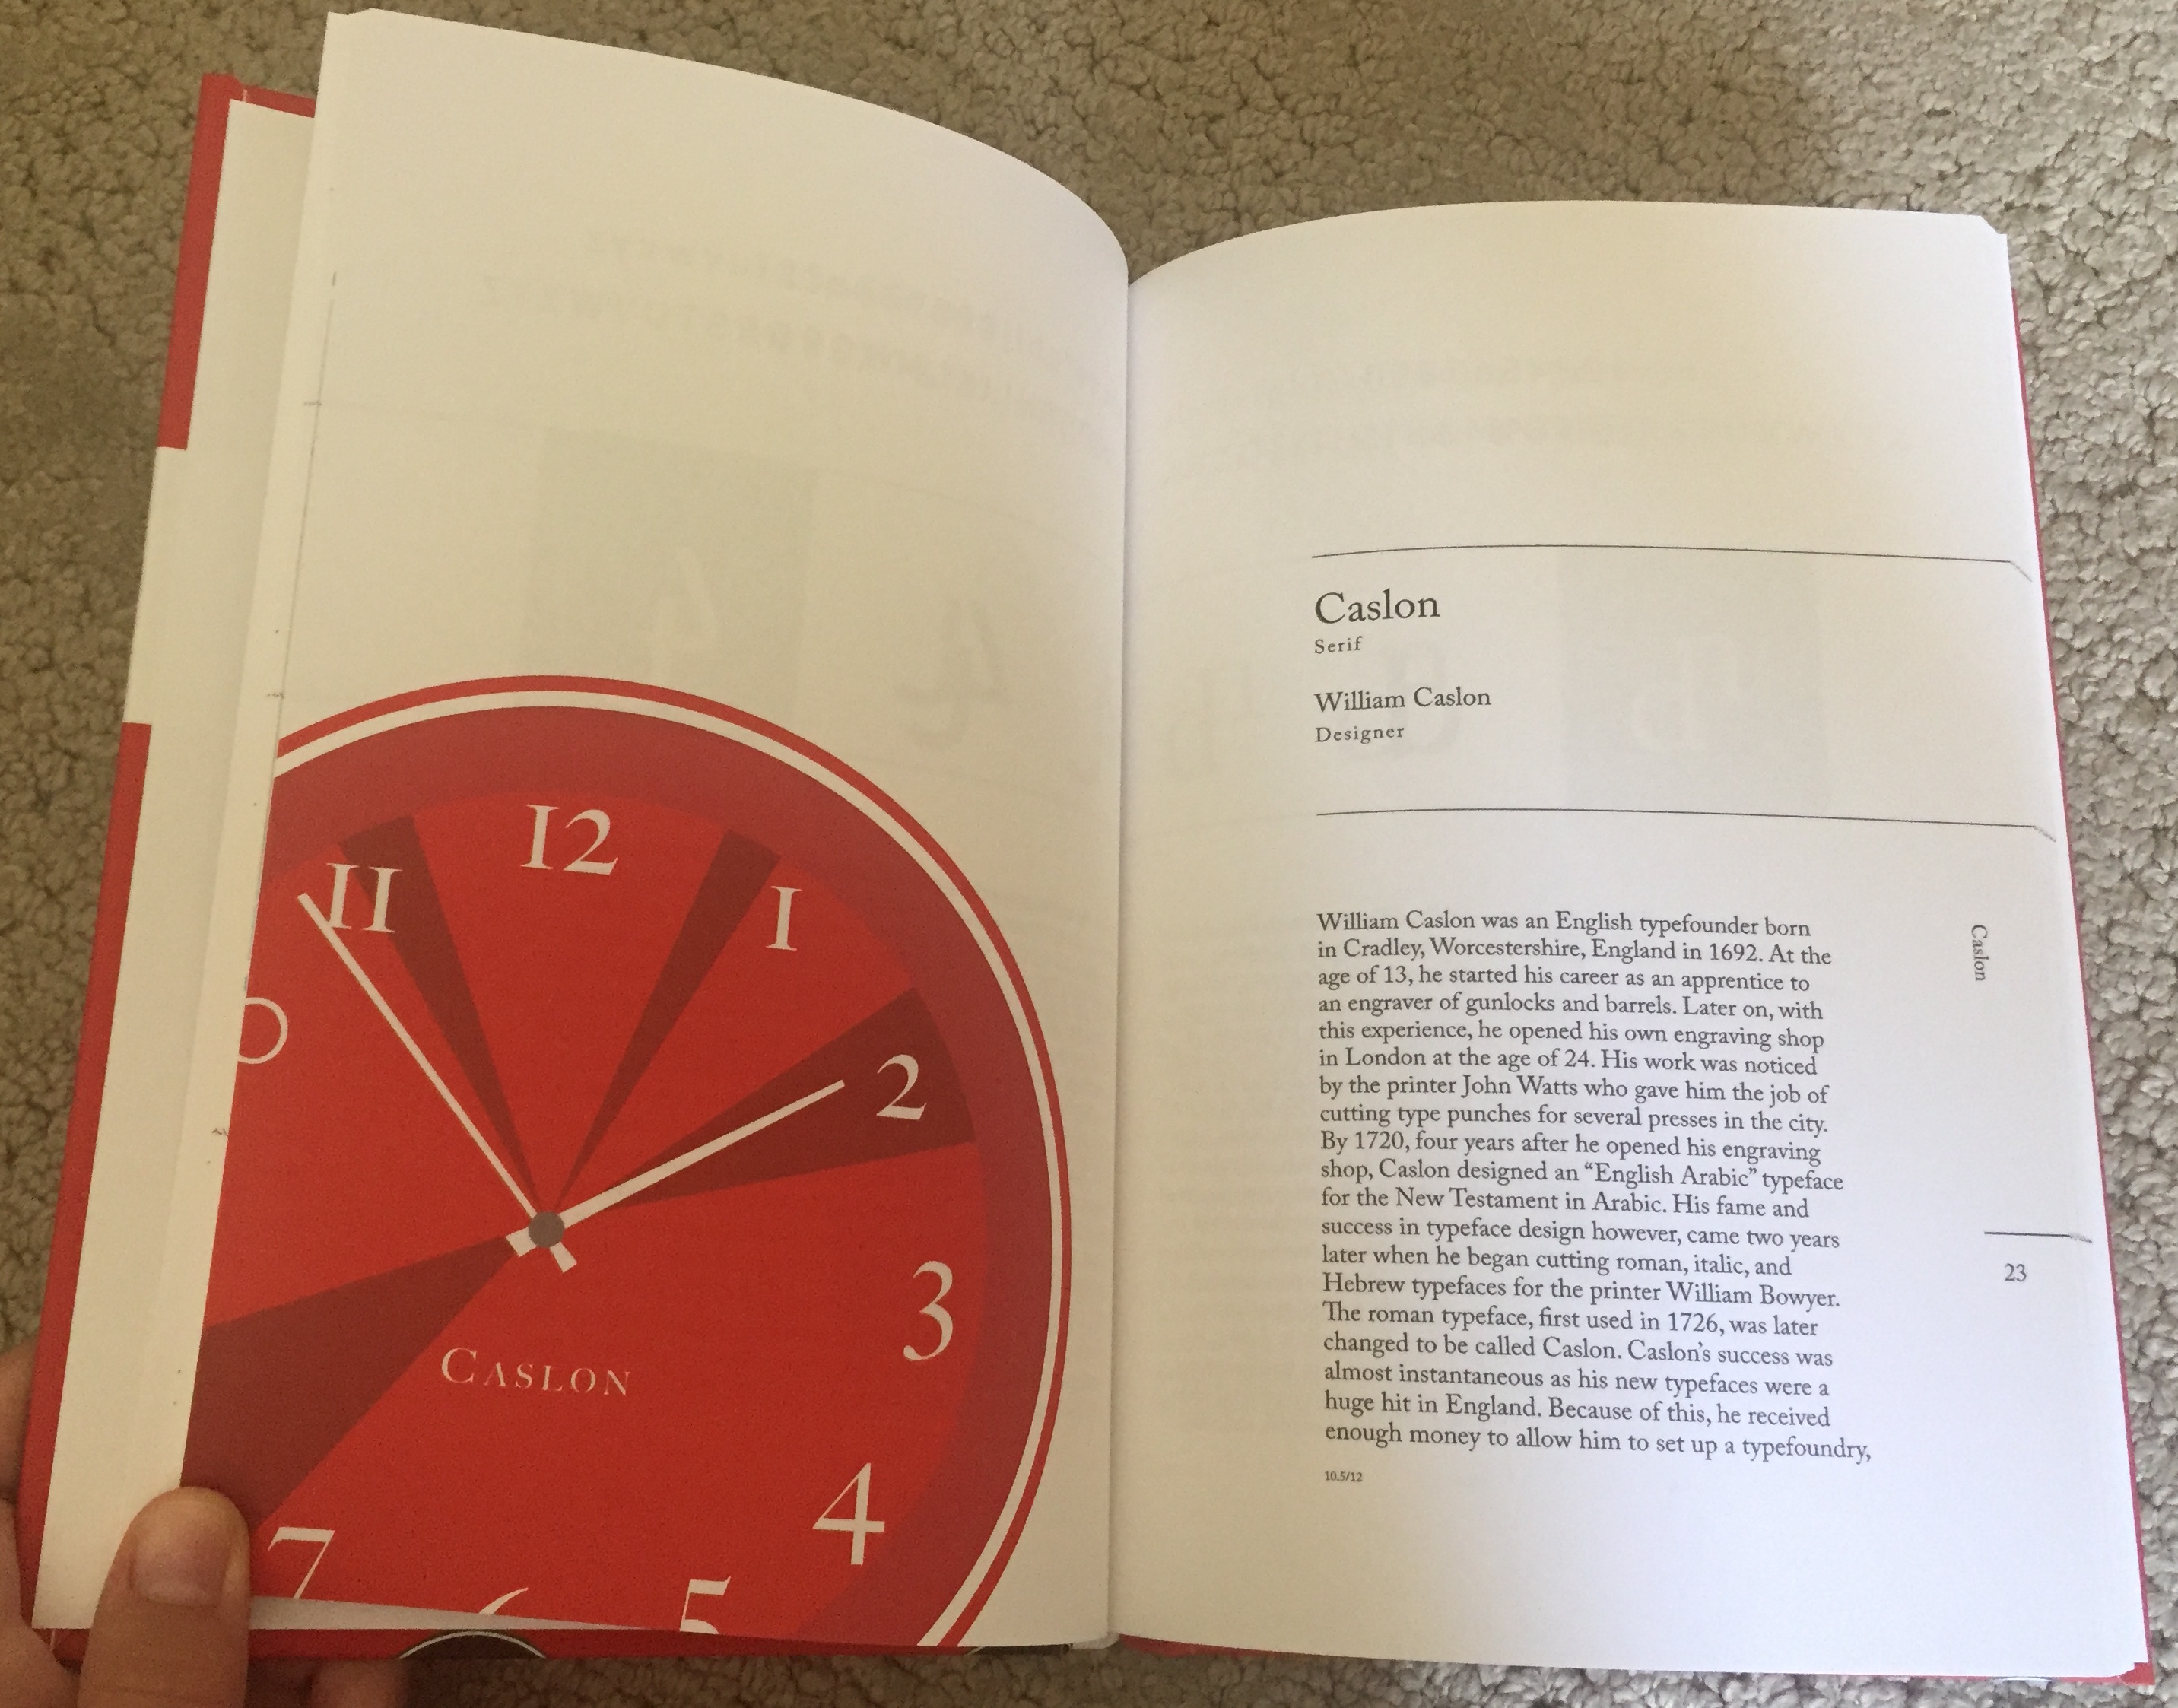 12
11
1
0
2
3
CASLON
4
7
5
Caslon
Serif
William Caslon
Designer
William Caslon was an English typefounder born
in Cradley, Worcestershire, England in 1692. At the
age of 13, he started his career as an apprentice to
an engraver of gunlocks and barrels. Later on, with
this experience, he opened his own engraving shop
in London at the age of 24. His work was noticed
by the printer John Watts who gave him the job of
cutting type punches for several presses in the city.
By 1720, four years after he opened his engraving
shop, Caslon designed an “English Arabic” typeface
for the New Testament in Arabic. His fame and
success in typeface design however, came two years
later when he began cutting roman, italic, and
Hebrew typefaces for the printer William Bowyer.
The roman typeface, first used in 1726, was later
changed to be called Caslon. Caslon’s success was
almost instantaneous as his new typefaces were a
huge hit in England. Because of this, he received
enough money to allow him to set up a typefoundry,
10.5/12
Caslon
23